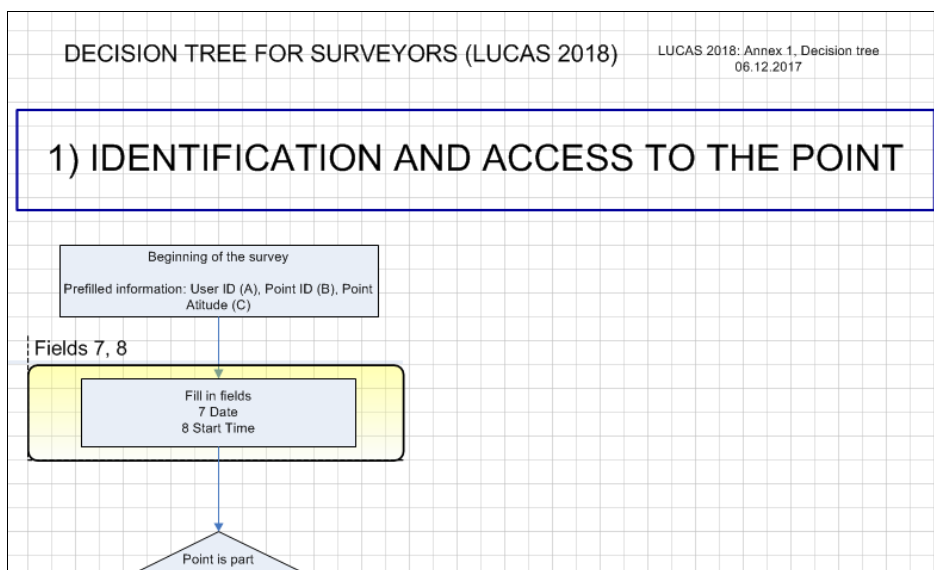 DECISION TREE FOR SURVEYORS (LUCAS 2018)
LUCAS 2018: Annex 1, Decision tree
06.12.2017
1) IDENTIFICATION AND ACCESS TO THE POINT
Beginning of the survey
Prefilled information: User ID (A), Point ID (B), Point
Atitude (C)
Fields 7, 8
Fill in fields
7 Date
8 Start Time
Point is part